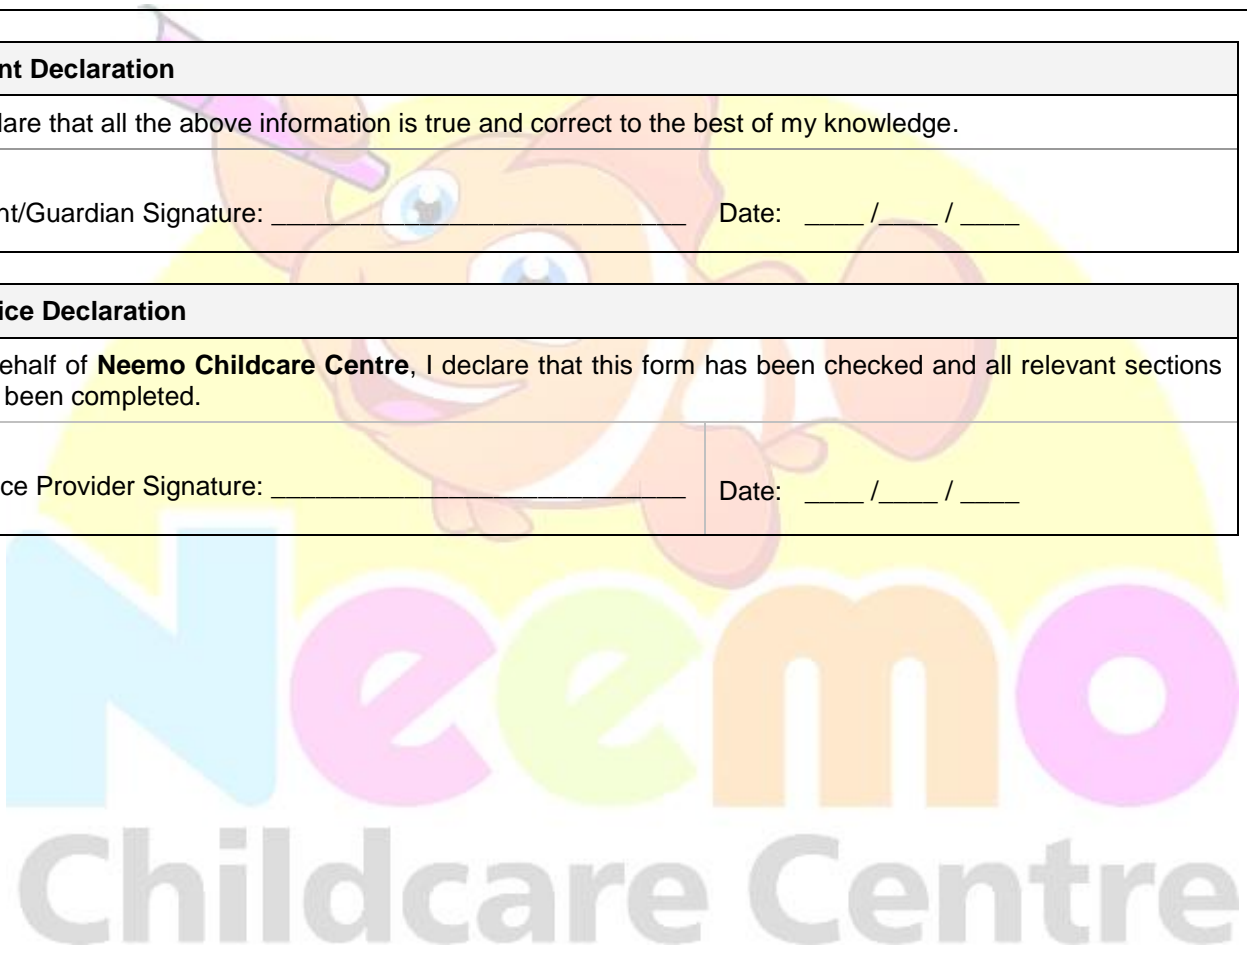 nt Declaration
lare that all the above information is true and correct to the best of my knowledge.
nt/Guardian Signature: ____________________________ Date: ____ /____ / ____
ice Declaration
ehalf of Neemo Childcare Centre, I declare that this form has been checked and all relevant sections
been completed.
ce Provider Signature: ____________________________ Date: ____ /____ / ____
Neemo
Childcare Centre